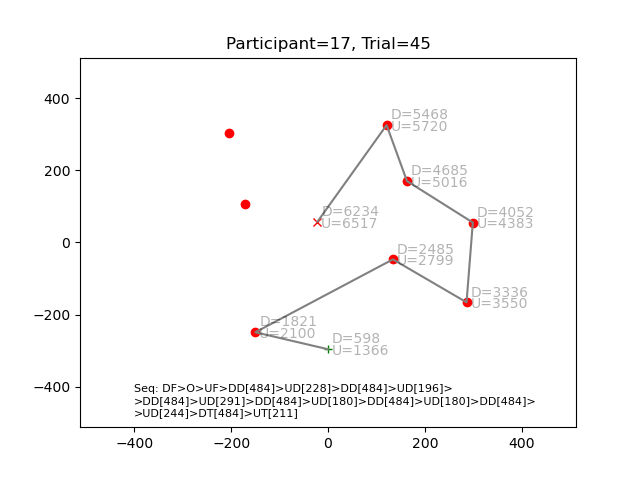 Participant=17, Trial=45
400
200
0
−200
−400
D=5468
U=5720
D=4685
U=5016
D=6234
U=6517
D=4052
U=4383
D=2485
U=2799
D=3336
U=3550
D=1821
U=2100
D=598
U=1366
Seq: DF>O>UF>DD[484]>UD[228]>DD[484]>UD[196]>
>DD[484]>UD[291]>DD[484]>UD[180]>DD[484]>UD[180]>DD[484]>
>UD[244]>DT[484]>UT[211]
−400 −200 0 200 400